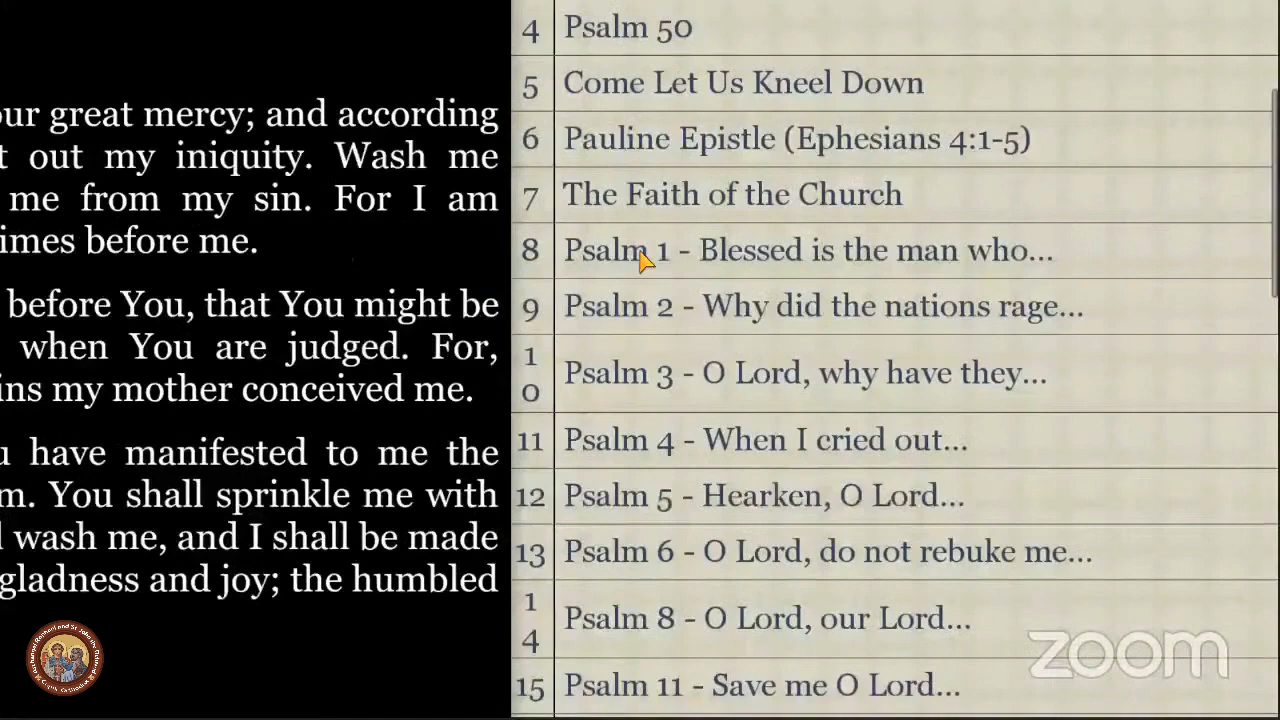 our great mercy; and according
t out my iniquity. Wash me
me from my sin. For I am
times before me.
before You, that You might be
when You are judged. For,
ins my mother conceived me.
u have manifested to me the
m. You shall sprinkle me with
wash me, and I shall be made
gladness and joy; the humbled
4 Psalm 50
5 Come Let Us Kneel Down
6 Pauline Epistle (Ephesians 4:1-5)
7 The Faith of the Church
8 Psalm 1 - Blessed is the man who...
9 Psalm 2 - Why did the nations rage...
10 Psalm 3 - O Lord, why have they...
11 Psalm 4 - When I cried out...
12 Psalm 5 - Hearken, O Lord...
13 Psalm 6 - O Lord, do not rebuke me...
14 Psalm 8 - O Lord, our Lord...
15 Psalm 11 - Save me O Lord...
zoom